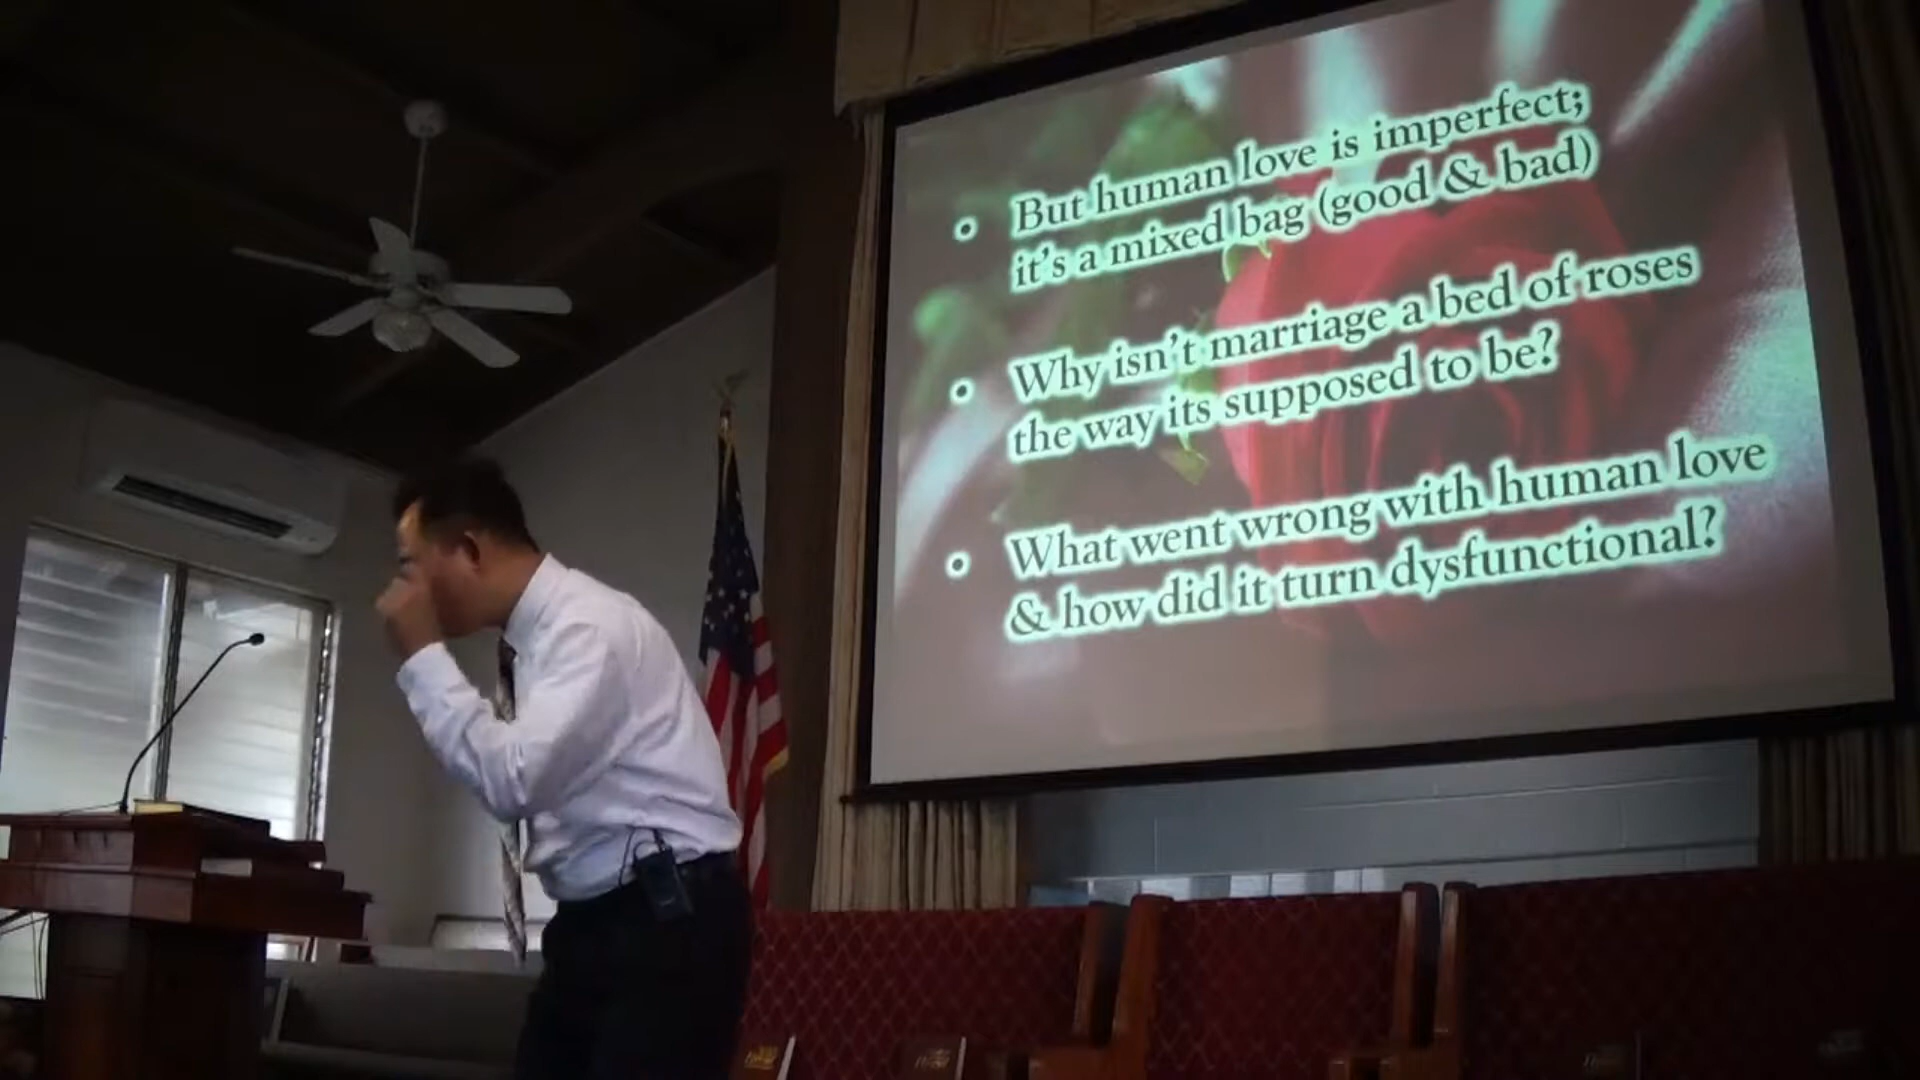 • But human love is imperfect;
it's a mixed bag (good & bad)
• Why isn't marriage a bed of roses
the way its supposed to be?
• What went wrong with human love
& how did it turn dysfunctional?